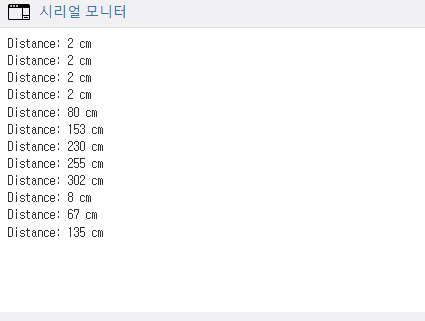 시리얼 모니터
Distance: 2 cm
Distance: 2 cm
Distance: 2 cm
Distance: 2 cm
Distance: 80 cm
Distance: 153 cm
Distance: 230 cm
Distance: 255 cm
Distance: 302 cm
Distance: 8 cm
Distance: 67 cm
Distance: 135 cm